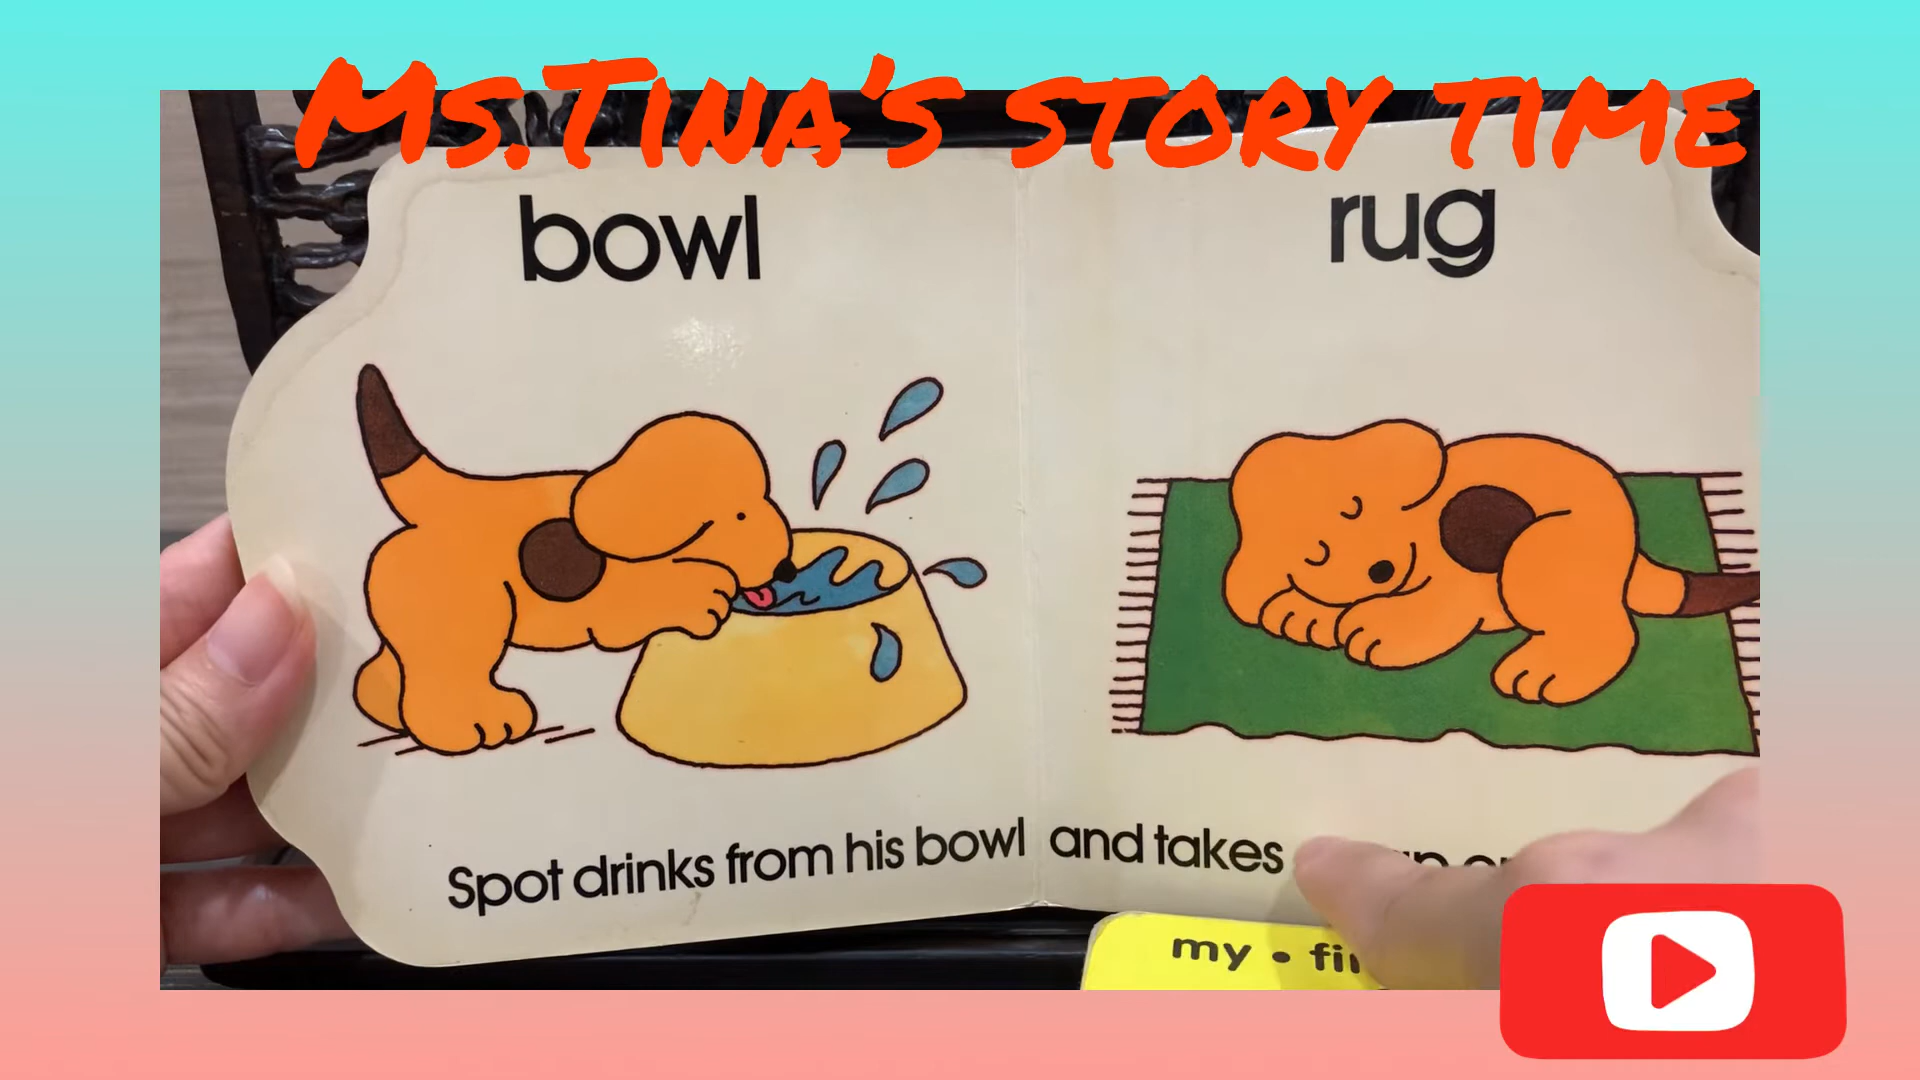 Ms.Tina's story time
bowl
rug
Spot drinks from his bowl and takes
my • fi